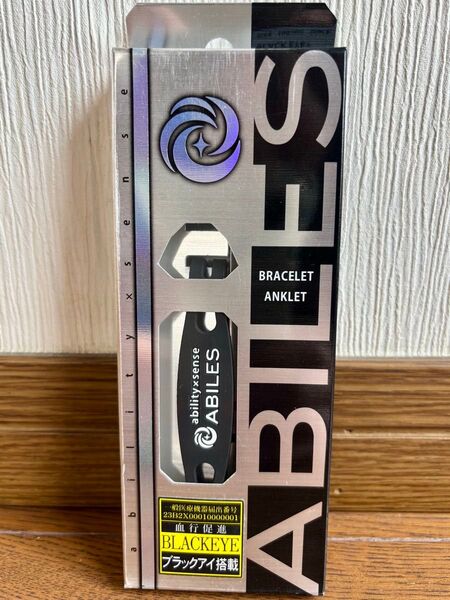 abilityxsense
ABILES
BRACELET
ANKLET
ability×sense
ABILES
一般医療機器届出番号
23B2X00010000001
血行促進
BLACKEYE
ブラックアイ搭載